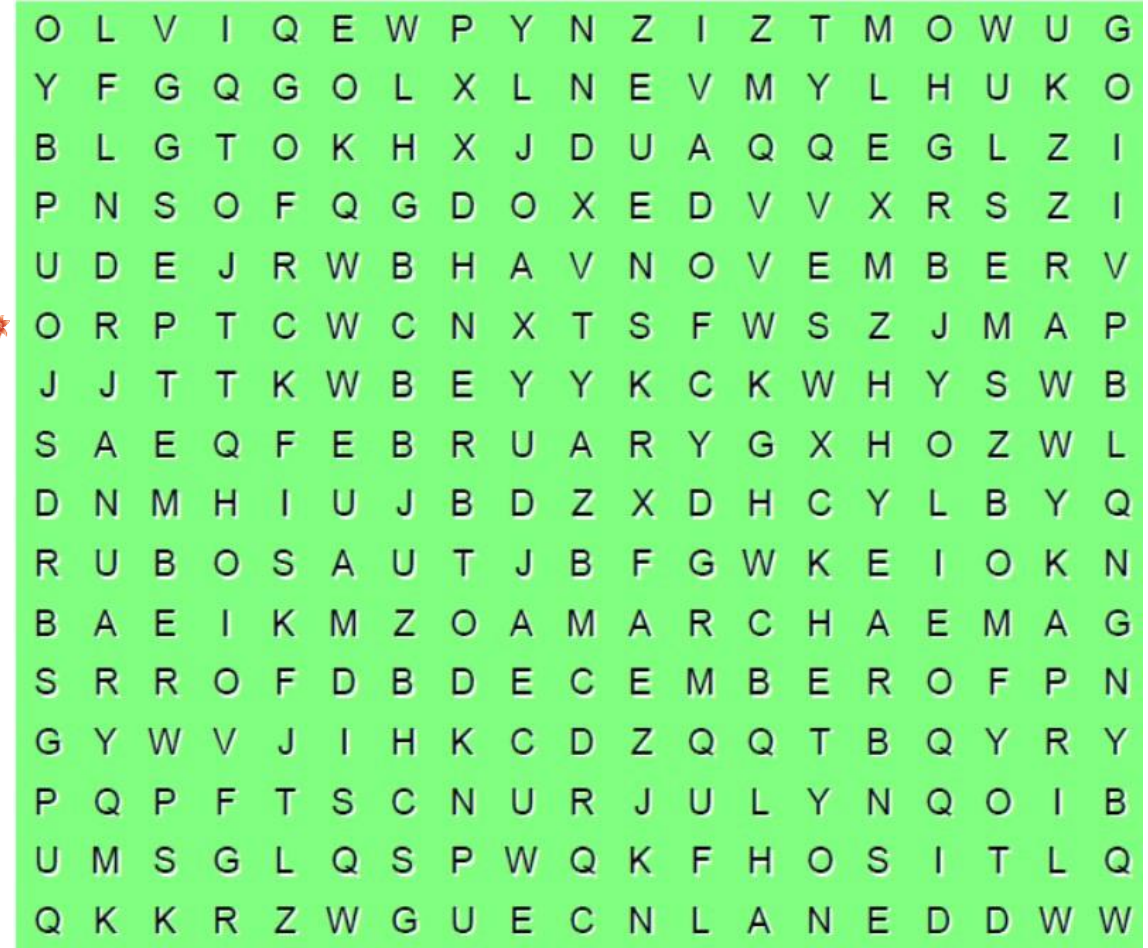 O L V I Q E W P Y N Z I Z T M O W U G
Y F G Q G O L X L N E V M Y L H U K O
B L G T O K H X J D U A Q Q E G L Z I
P N S O F Q G D O X E D V V X R S Z I
U D E J R W B H A V N O V E M B E R V
O R P T C W C N X T S F W S Z J M A P
J J T T K W B E Y Y K C K W H Y S W B
S A E Q F E B R U A R Y G X H O Z W L
D N M H I U J B D Z X D H C Y L B Y Q
R U B O S A U T J B F G W K E I O K N
B A E I K M Z O A M A R C H A E M A G
S R R O F D B D E C E M B E R O F P N
G Y W V J I H K C D Z Q Q T B Q Y R Y
P Q P F T S C N U R J U L Y N Q O I B
U M S G L Q S P W Q K F H O S I T L Q
Q K K R Z W G U E C N L A N E D D W W